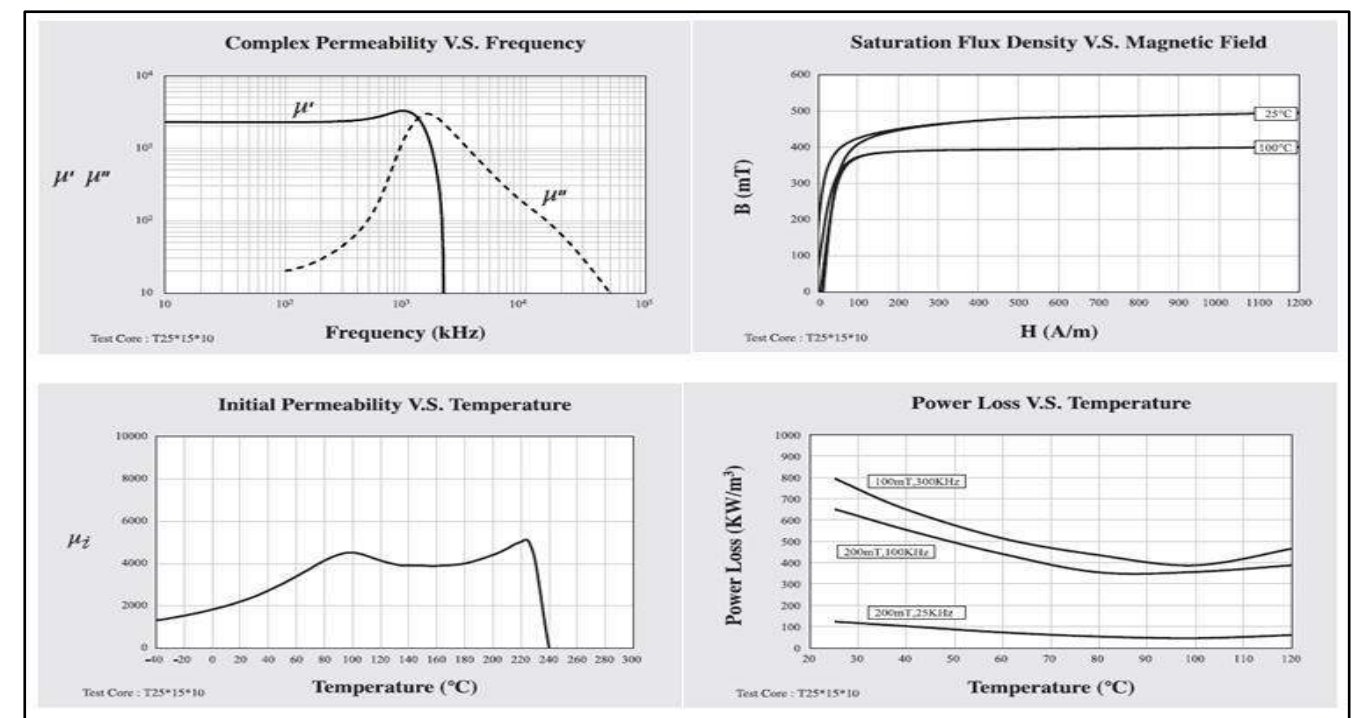 Complex Permeability V.S. Frequency
10⁴
μ'
10³
μ' μ"
μ"
10²
10
10 10² 10³ 10⁴ 10⁵
Frequency (kHz)
Test Core : T25*15*10
Saturation Flux Density V.S. Magnetic Field
600
500
25°C
400
100°C
B (mT)
300
200
100
0
0 100 200 300 400 500 600 700 800 900 1000 1100 1200
H (A/m)
Test Core : T25*15*10
Initial Permeability V.S. Temperature
10000
8000
6000
μi
4000
2000
0
-40 -20 0 20 40 60 80 100 120 140 160 180 200 220 240 260 280 300
Temperature (°C)
Test Core : T25*15*10
Power Loss V.S. Temperature
1000
900
800
100mT,300KHz
700
600
Power Loss (KW/m³)
500
200mT,100KHz
400
300
200
200mT,25KHz
100
0
20 30 40 50 60 70 80 90 100 110 120
Temperature (°C)
Test Core : T25*15*10